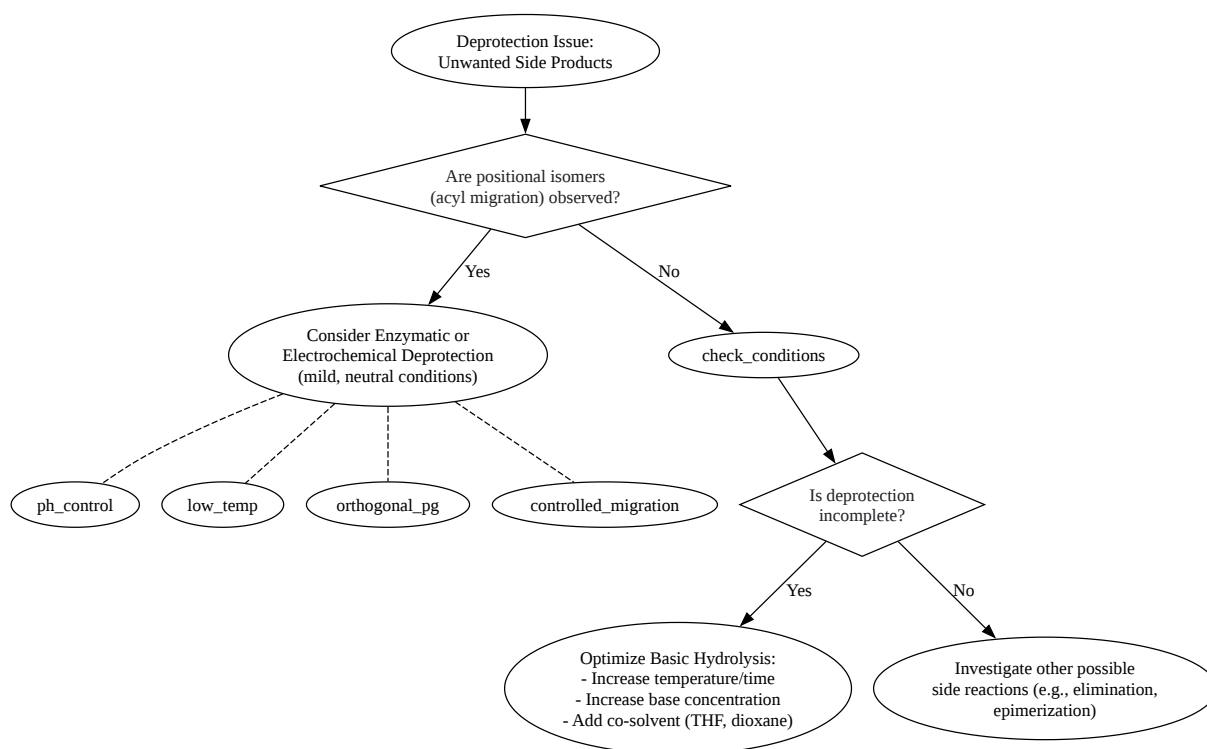 Deprotection Issue:
Unwanted Side Products
Are positional isomers
(acyl migration) observed?
Yes
No
Consider Enzymatic or
Electrochemical Deprotection
(mild, neutral conditions)
check_conditions
ph_control
low_temp
orthogonal_pg
controlled_migration
Is deprotection
incomplete?
Yes
No
Optimize Basic Hydrolysis:
- Increase temperature/time
- Increase base concentration
- Add co-solvent (THF, dioxane)
Investigate other possible
side reactions (e.g., elimination,
epimerization)